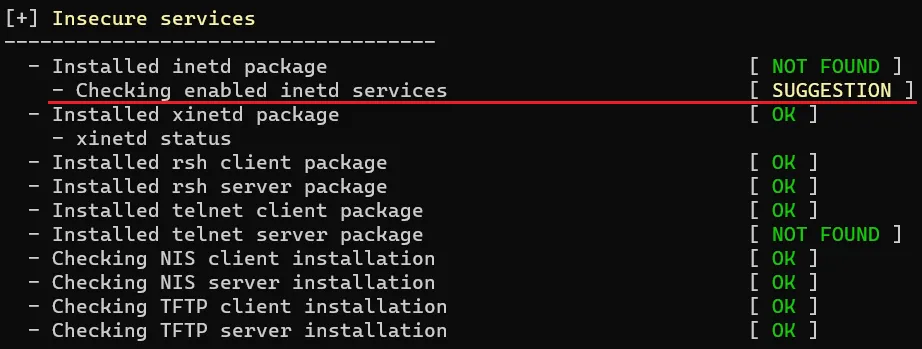 [+] Insecure services
------------------------------------
- Installed inetd package [ NOT FOUND ]
- Checking enabled inetd services [ SUGGESTION ]
- Installed xinetd package [ OK ]
- xinetd status
- Installed rsh client package [ OK ]
- Installed rsh server package [ OK ]
- Installed telnet client package [ OK ]
- Installed telnet server package [ NOT FOUND ]
- Checking NIS client installation [ OK ]
- Checking NIS server installation [ OK ]
- Checking TFTP client installation [ OK ]
- Checking TFTP server installation [ OK ]